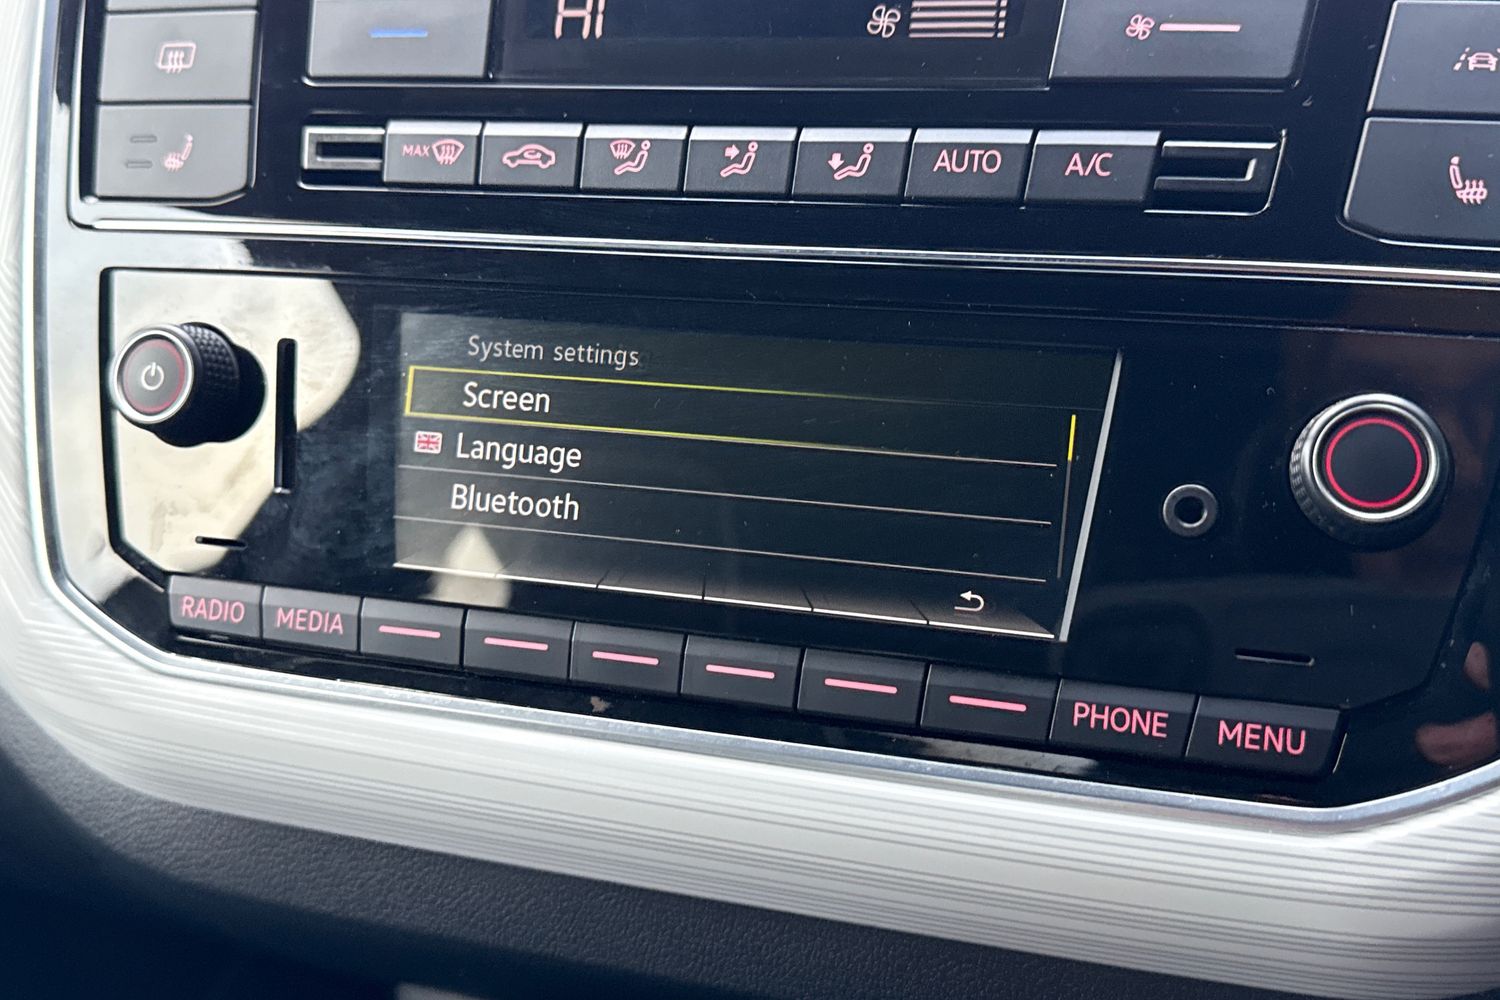 HI
MAX
AUTO
A/C
System settings
Screen
Language
Bluetooth
RADIO
MEDIA
PHONE
MENU